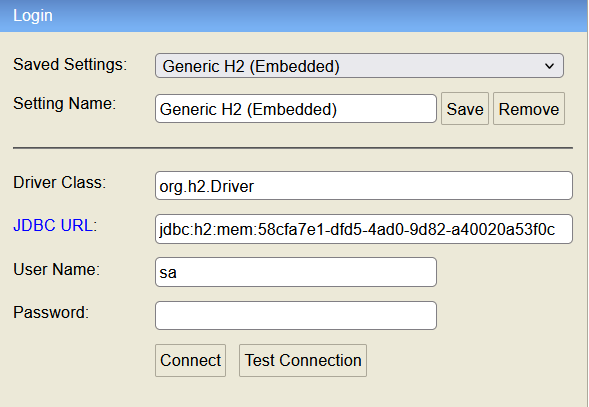 Login
Saved Settings: Generic H2 (Embedded)
Setting Name: Generic H2 (Embedded) Save Remove
Driver Class: org.h2.Driver
JDBC URL: jdbc:h2:mem:58cfa7e1-dfd5-4ad0-9d82-a40020a53f0c
User Name: sa
Password:
Connect Test Connection